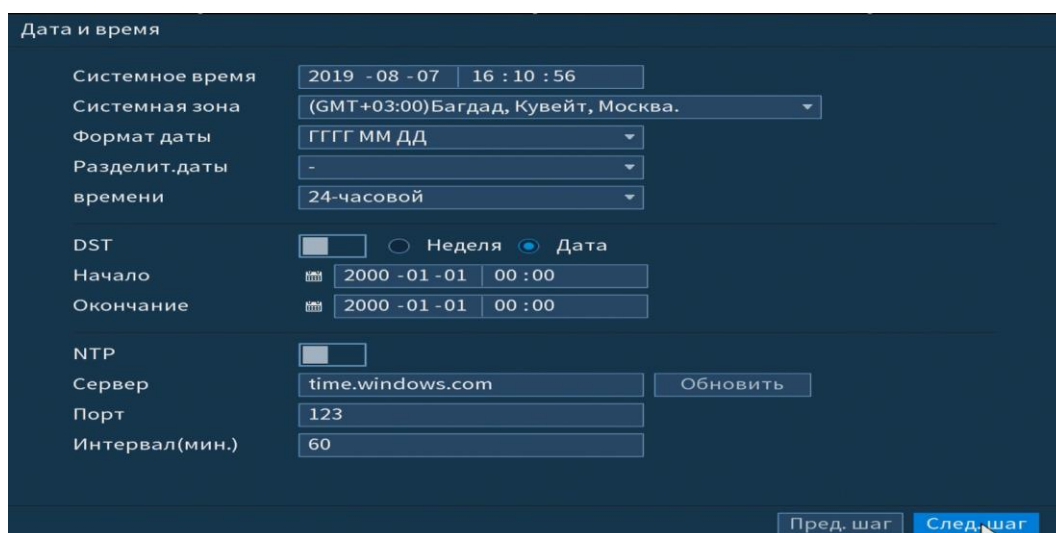 Дата и время
Системное время 2019 - 08 - 07 16 : 10 : 56
Системная зона (GMT+03:00)Багдад, Кувейт, Москва.
Формат даты ГГГГ ММ ДД
Разделит.даты -
времени 24-часовой
DST Неделя Дата
Начало 2000 - 01 - 01 00 : 00
Окончание 2000 - 01 - 01 00 : 00
NTP
Сервер time.windows.com Обновить
Порт 123
Интервал(мин.) 60
Пред. шаг След. шаг